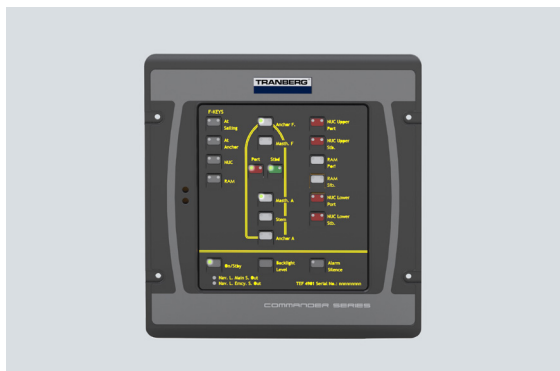 TRANBERG
F-KEYS
At
Sailing
At
Anchor
NUC
RAM
Anchor F.
Masth. F
Port
Stbd
Masth. A
Stern
Anchor A
NUC Upper
Port
NUC Upper
Stb.
RAM
Port
RAM
Stb.
NUC Lower
Port
NUC Lower
Stb.
On/Stby
Backlight
Level
Alarm
Silence
Nav. L. Main S. Out
Nav. L. Emcy. S. Out
COMMANDER SERIES